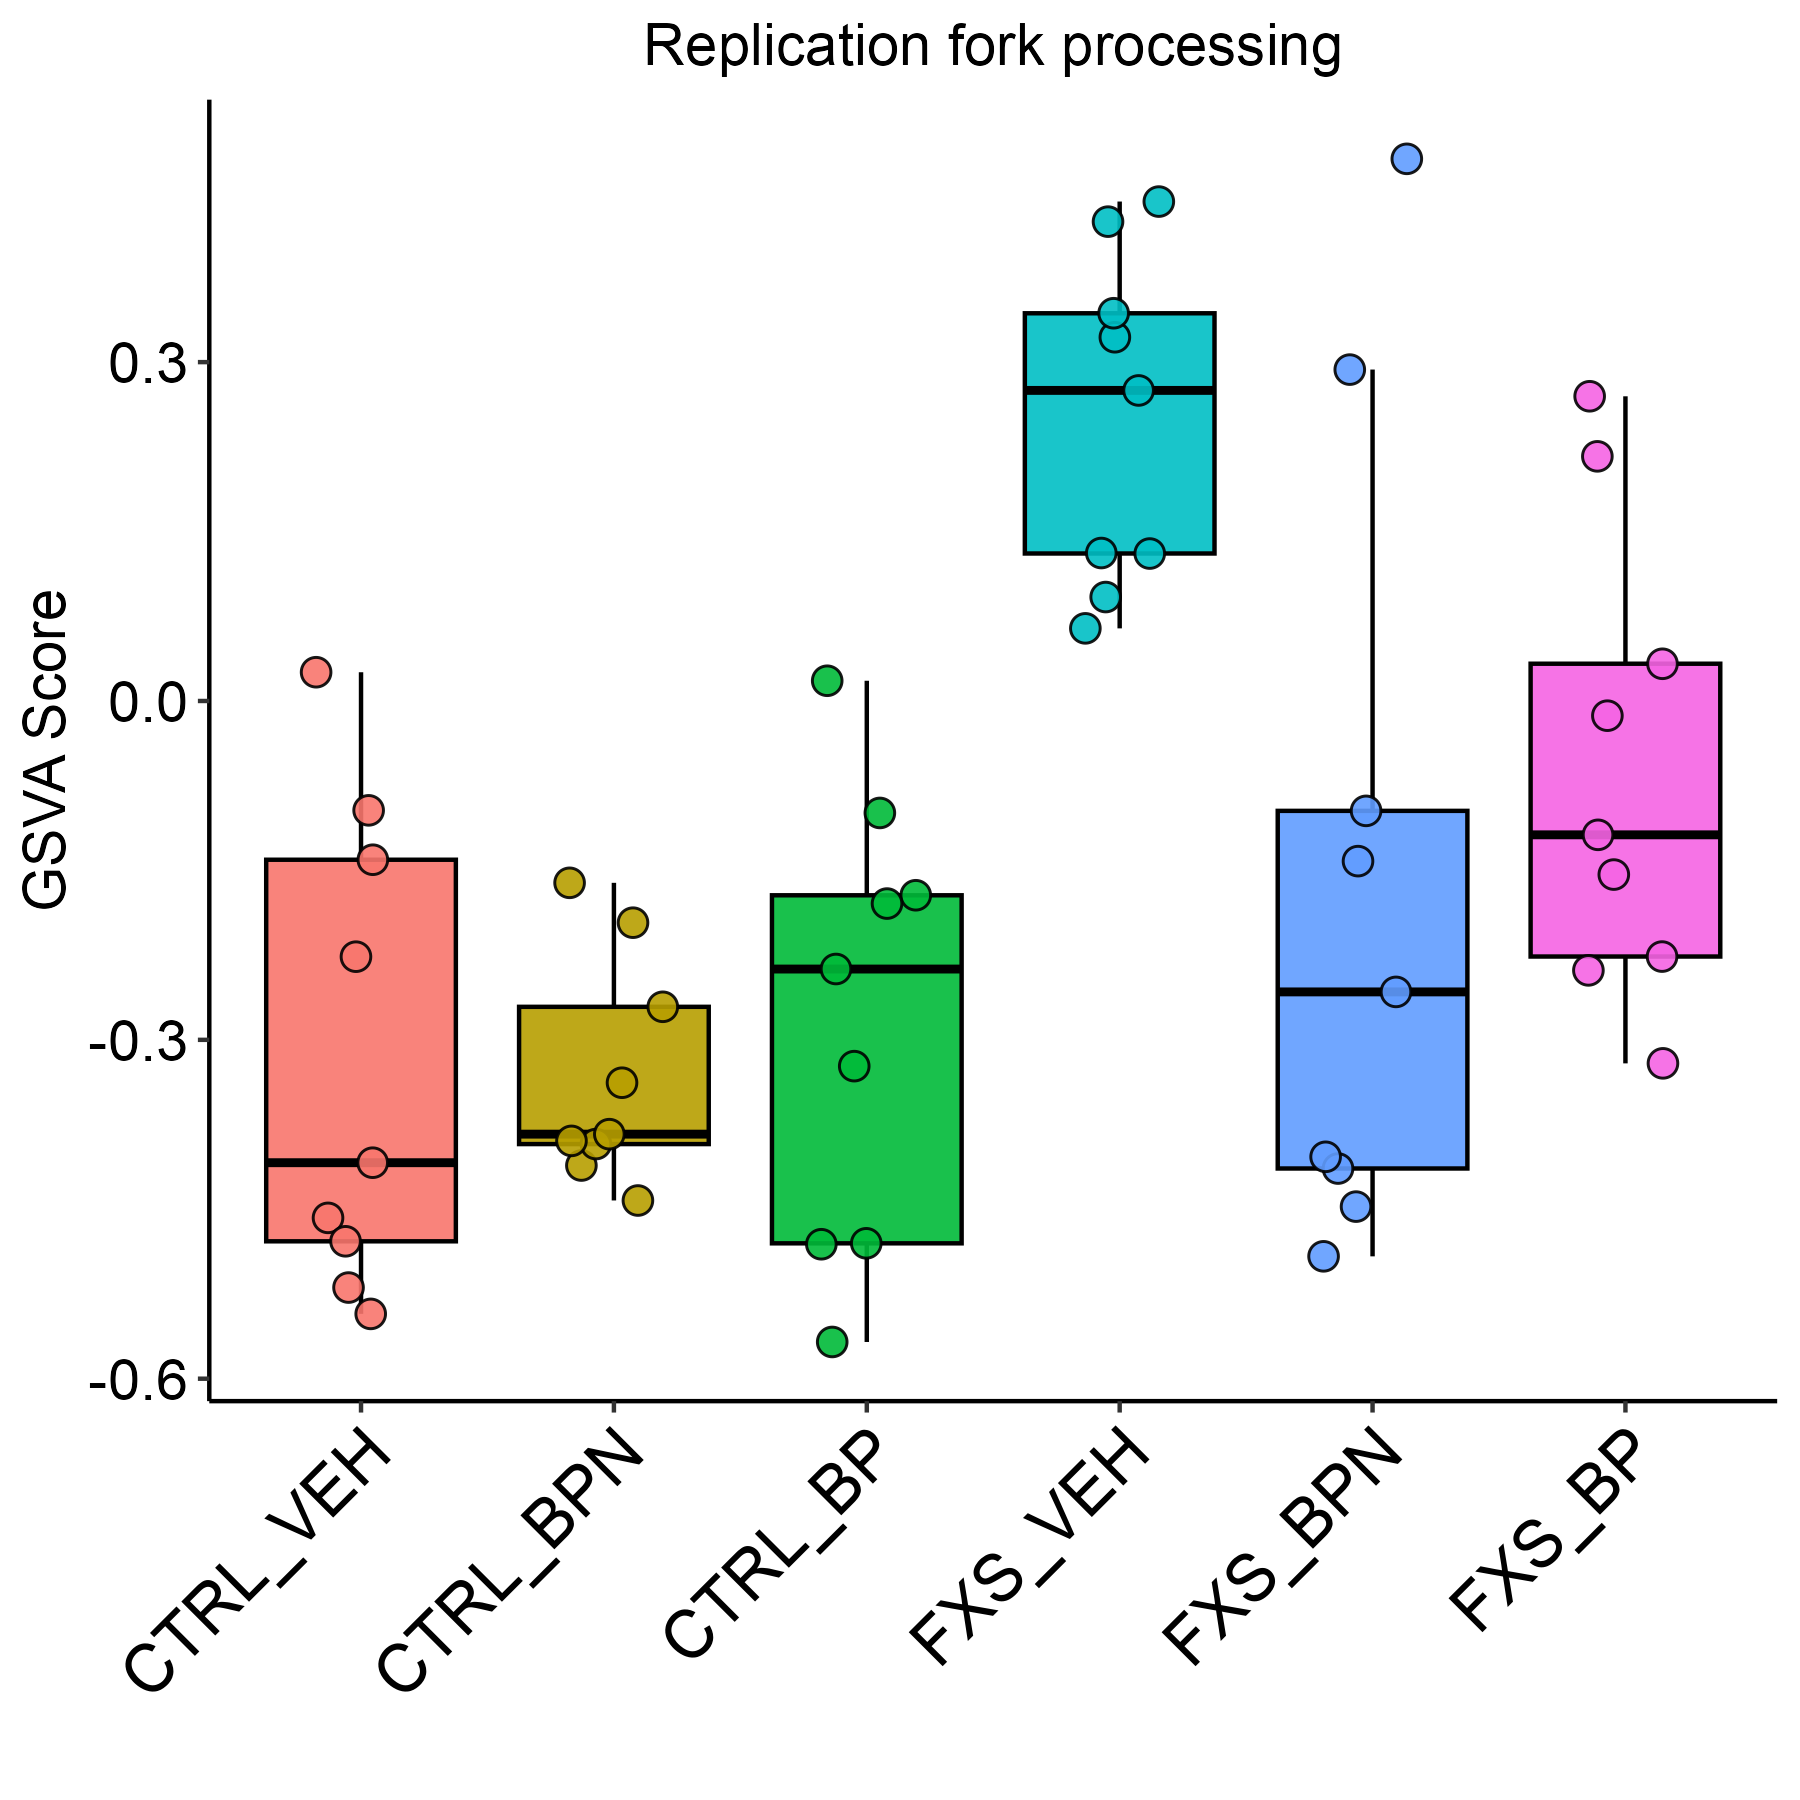 Replication fork processing
GSVA Score
0.3
0.0
-0.3
-0.6
CTRL_VEH
CTRL_BPN
CTRL_BP
FXS_VEH
FXS_BPN
FXS_BP